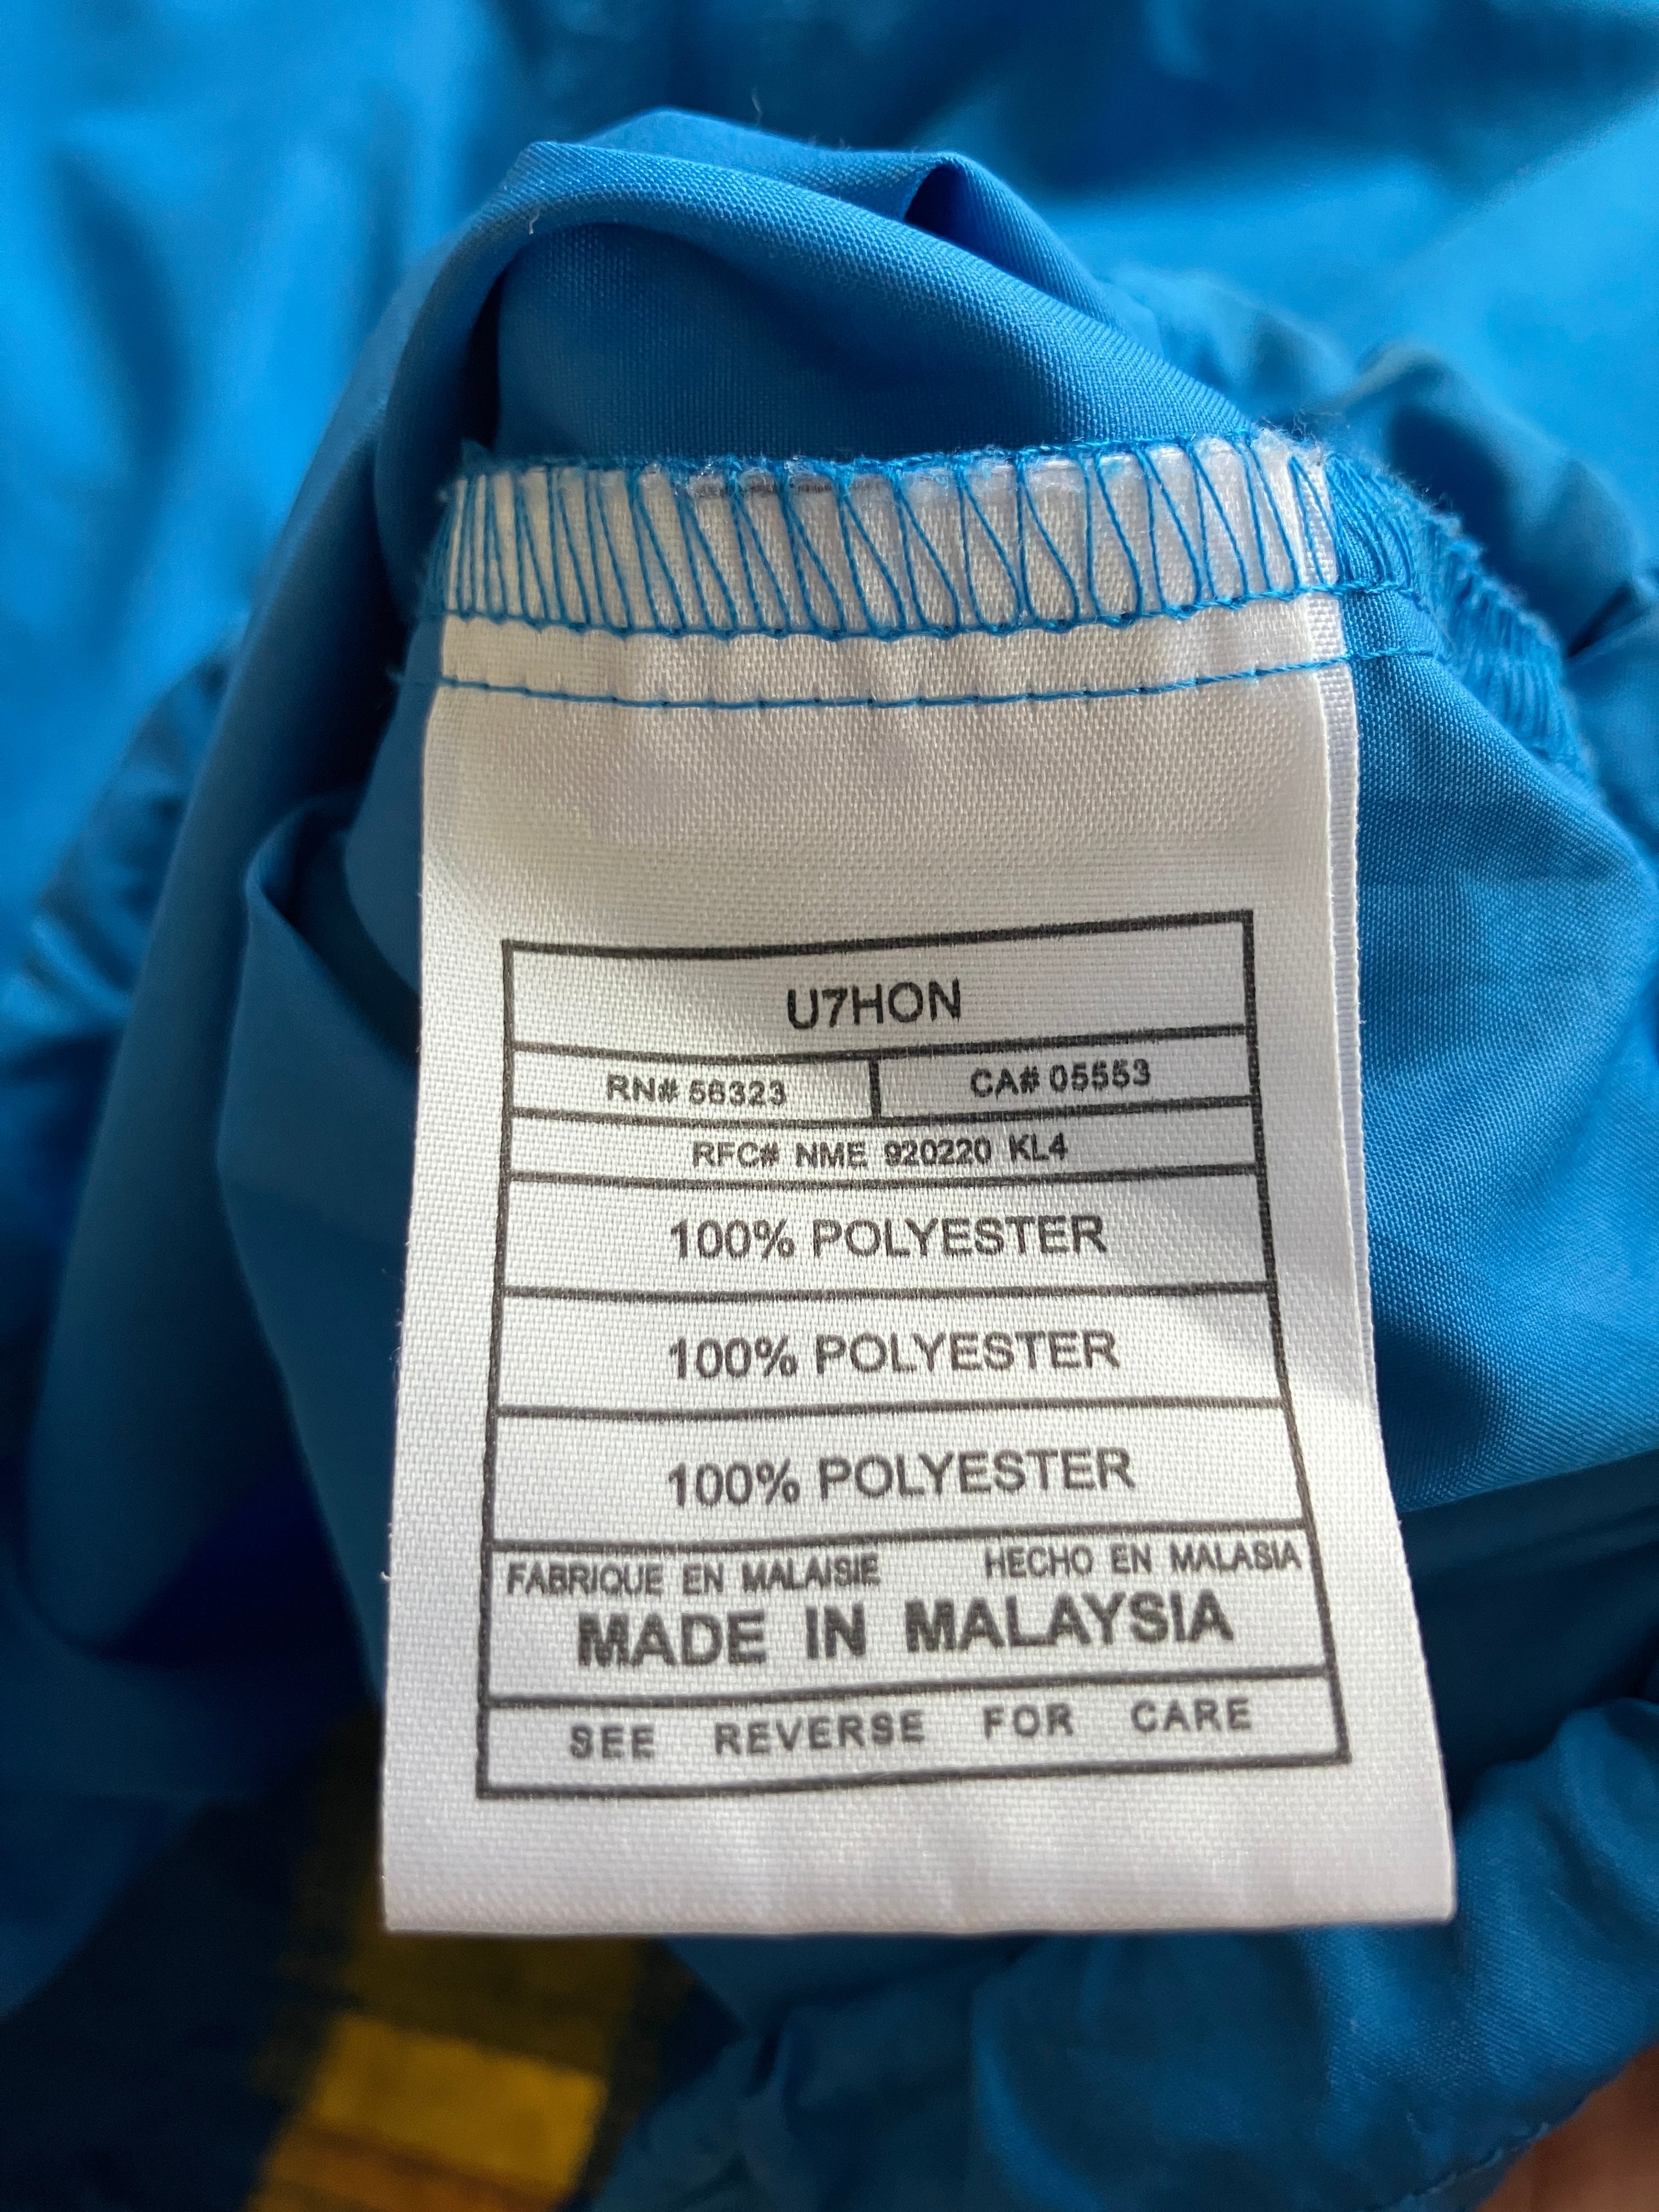 U7HON
RN# 56323 CA# 05553
RFC# NME 920220 KL4
100% POLYESTER
100% POLYESTER
100% POLYESTER
FABRIQUE EN MALAISIE HECHO EN MALASIA
MADE IN MALAYSIA
SEE REVERSE FOR CARE